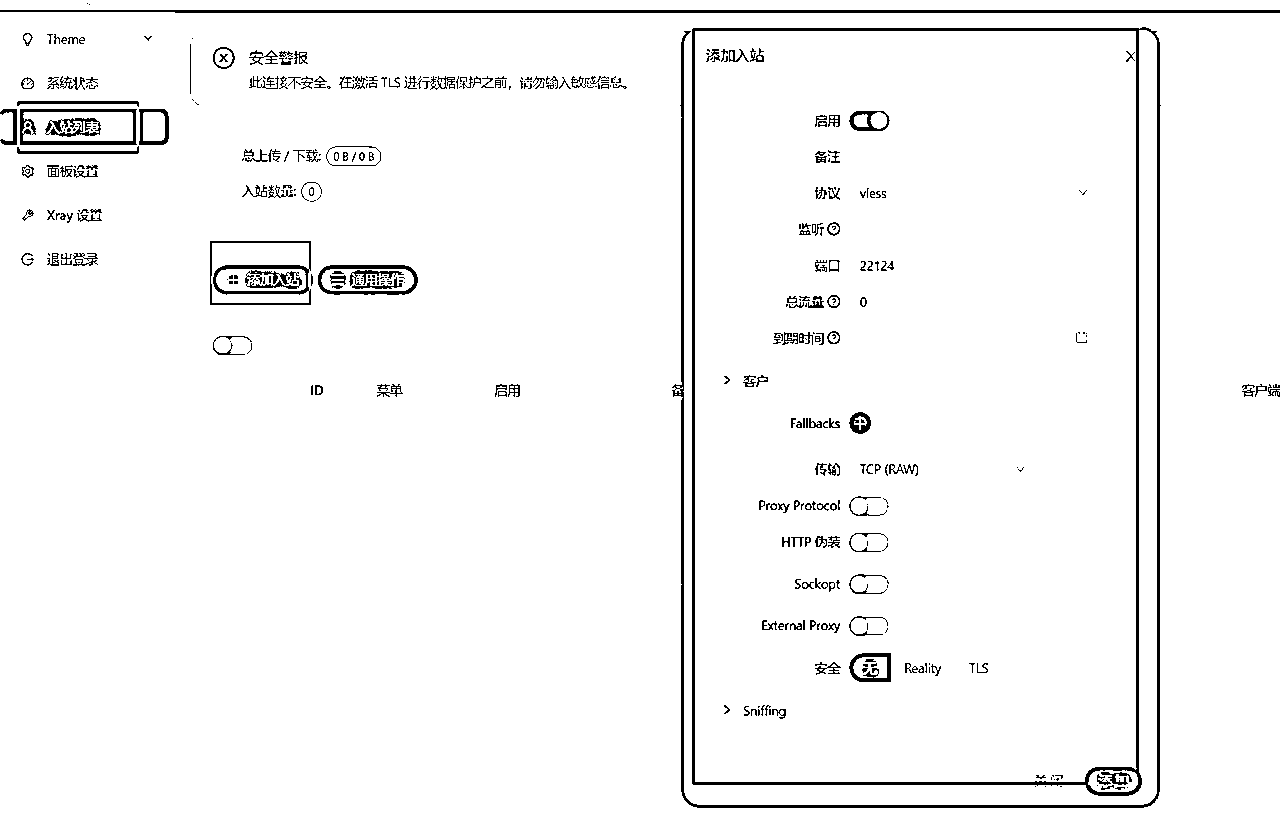 Theme
系统状态
入站列表
面板设置
Xray 设置
退出登录
安全警报
此连接不安全。在激活 TLS 进行数据保护之前，请勿输入敏感信息。
总上传 / 下载: 0 B / 0 B
入站数量: 0
添加入站 通用操作
ID 菜单 启用 备 客户端
添加入站
启用
备注
协议 vless
监听
端口 22124
总流量 0
到期时间
客户
Fallbacks
传输 TCP (RAW)
Proxy Protocol
HTTP 伪装
Sockopt
External Proxy
安全 无 Reality TLS
Sniffing
关闭 添加